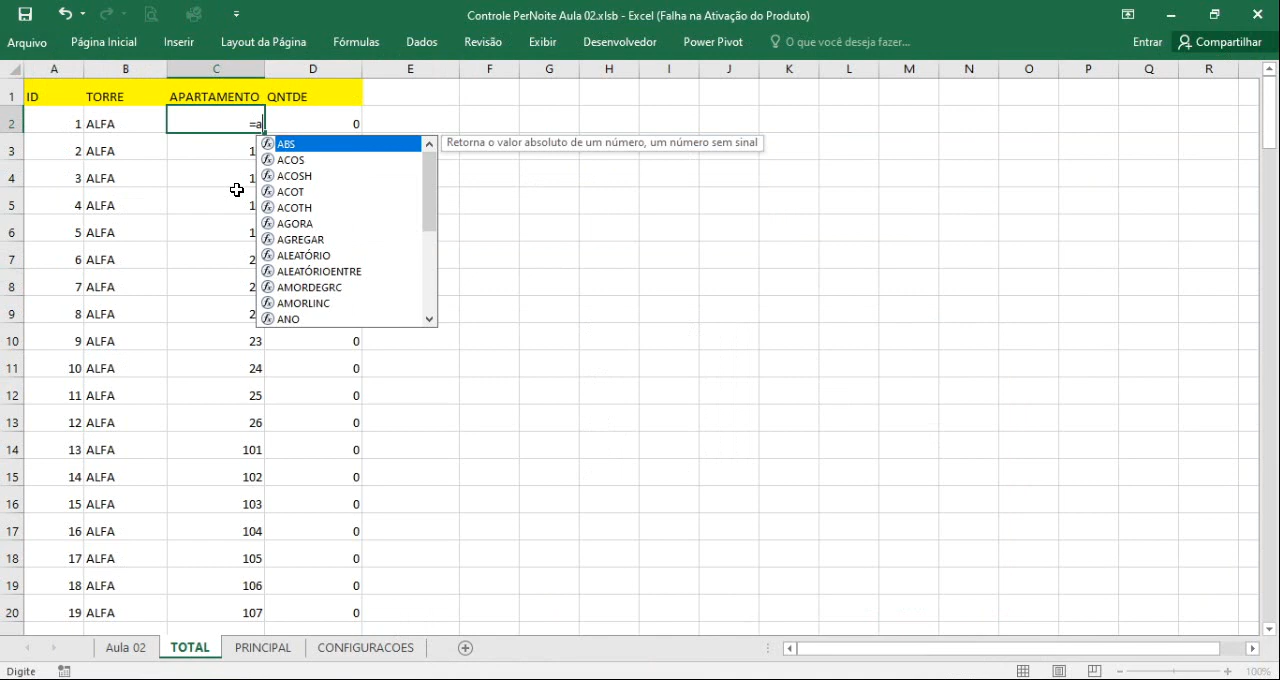 Controle PerNoite Aula 02.xlsb - Excel (Falha na Ativação do Produto)
Arquivo Página Inicial Inserir Layout da Página Fórmulas Dados Revisão Exibir Desenvolvedor Power Pivot O que você deseja fazer... Entrar Compartilhar
A B C D E F G H I J K L M N O P Q R
1 ID TORRE APARTAMENTO QNTDE
2 1 ALFA =a 0
ABS Retorna o valor absoluto de um número, um número sem sinal
3 2 ALFA 1
ACOS
ACOSH
4 3 ALFA 1
ACOT
5 4 ALFA 1
ACOTH
AGORA
6 5 ALFA 1
AGREGAR
7 6 ALFA 2
ALEATÓRIO
ALEATÓRIOENTRE
8 7 ALFA 2
AMORDEGRC
AMORLINC
9 8 ALFA 2
ANO
10 9 ALFA 23 0
11 10 ALFA 24 0
12 11 ALFA 25 0
13 12 ALFA 26 0
14 13 ALFA 101 0
15 14 ALFA 102 0
16 15 ALFA 103 0
17 16 ALFA 104 0
18 17 ALFA 105 0
19 18 ALFA 106 0
20 19 ALFA 107 0
Aula 02 TOTAL PRINCIPAL CONFIGURACOES
Digite 100%